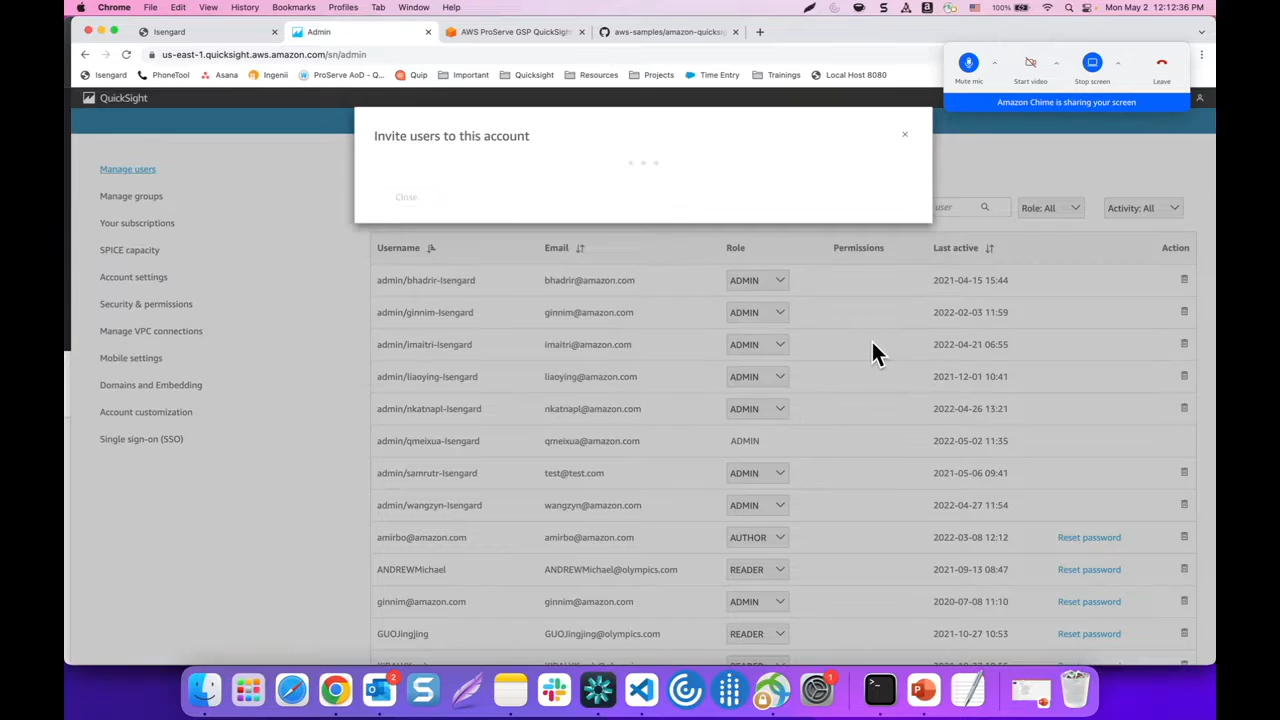 Chrome File Edit View History Bookmarks Profiles Tab Window Help 100% Mon May 2 12:12:36 PM
Isengard Admin AWS ProServe GSP QuickSigh aws-samples/amazon-quicksig
us-east-1.quicksight.aws.amazon.com/sn/admin
Isengard PhoneTool Asana Ingenii ProServe AoD - Q... Quip Important Quicksight Resources Projects Time Entry Trainings Local Host 8080
Mute mic Start video Stop screen Leave
Amazon Chime is sharing your screen
QuickSight
Invite users to this account
Close
Manage users
Manage groups
Your subscriptions
SPICE capacity
Account settings
Security & permissions
Manage VPC connections
Mobile settings
Domains and Embedding
Account customization
Single sign-on (SSO)
user Role: All Activity: All
Username Email Role Permissions Last active Action
admin/bhadrir-Isengard bhadrir@amazon.com ADMIN 2021-04-15 15:44
admin/ginnim-Isengard ginnim@amazon.com ADMIN 2022-02-03 11:59
admin/imaitri-Isengard imaitri@amazon.com ADMIN 2022-04-21 06:55
admin/liaoying-Isengard liaoying@amazon.com ADMIN 2021-12-01 10:41
admin/nkatnapl-Isengard nkatnapl@amazon.com ADMIN 2022-04-26 13:21
admin/qmeixua-Isengard qmeixua@amazon.com ADMIN 2022-05-02 11:35
admin/samrutr-Isengard test@test.com ADMIN 2021-05-06 09:41
admin/wangzyn-Isengard wangzyn@amazon.com ADMIN 2022-04-27 11:54
amirbo@amazon.com amirbo@amazon.com AUTHOR 2022-03-08 12:12 Reset password
ANDREWMichael ANDREWMichael@olympics.com READER 2021-09-13 08:47 Reset password
ginnim@amazon.com ginnim@amazon.com ADMIN 2020-07-08 11:10 Reset password
GUOJingjing GUOJingjing@olympics.com READER 2021-10-27 10:53 Reset password
2 1